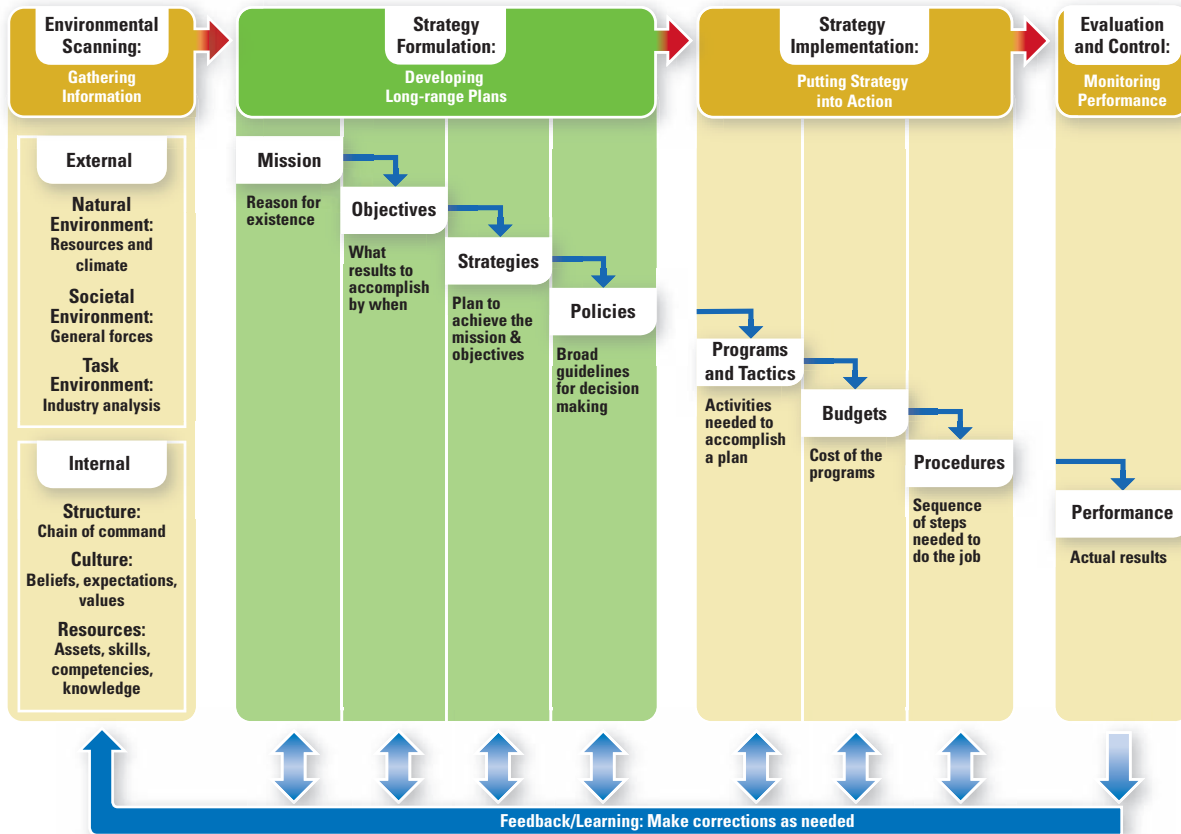 Environmental
Scanning:
Gathering
Information
External
Natural
Environment:
Resources and
climate
Societal
Environment:
General forces
Task
Environment:
Industry analysis
Internal
Structure:
Chain of command
Culture:
Beliefs, expectations,
values
Resources:
Assets, skills,
competencies,
knowledge
Strategy
Formulation:
Developing
Long-range Plans
Mission
Reason for
existence
Objectives
What
results to
accomplish
by when
Strategies
Plan to
achieve the
mission &
objectives
Policies
Broad
guidelines
for decision
making
Strategy
Implementation:
Putting Strategy
into Action
Programs
and Tactics
Activities
needed to
accomplish
a plan
Budgets
Cost of the
programs
Procedures
Sequence
of steps
needed to
do the job
Evaluation
and Control:
Monitoring
Performance
Performance
Actual results
Feedback/Learning: Make corrections as needed